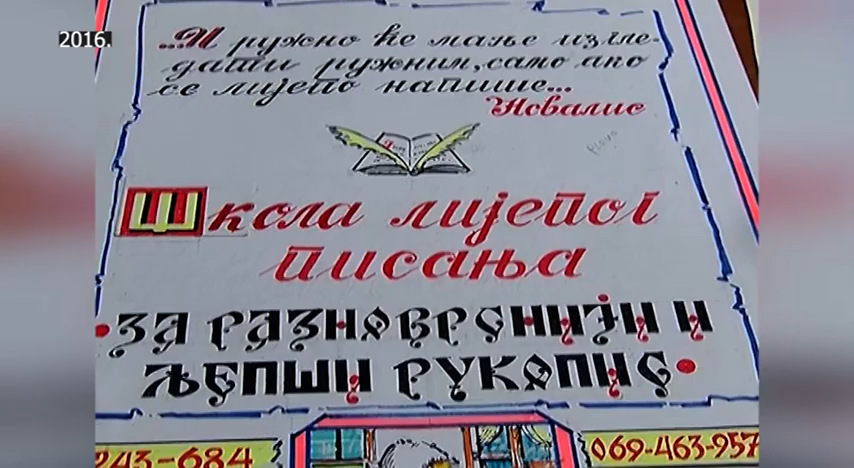 2016.
...И ружно ће мање изгле-
дати ружним, само ако
се лијепо напише...
Новалис
plavo
Школа лијепог
писања
• ЗА РАЗНОВРСНИЈИ И
ЉЕПШИ РУКОПИС •
243-684
069-463-957